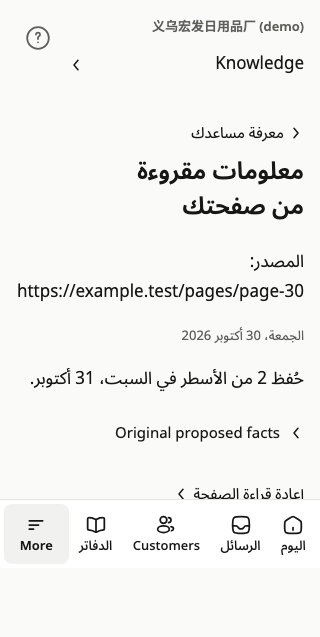 义乌宏发日用品厂 (demo)
Knowledge
معرفة مساعدك
معلومات مقروءة
من صفحتك
المصدر:
https://example.test/pages/page-30
الجمعة، 30 أكتوبر 2026
حُفظ 2 من الأسطر في السبت، 31 أكتوبر.
Original proposed facts
إعادة قراءة الصفحة
اليوم
الرسائل
Customers
الدفاتر
More